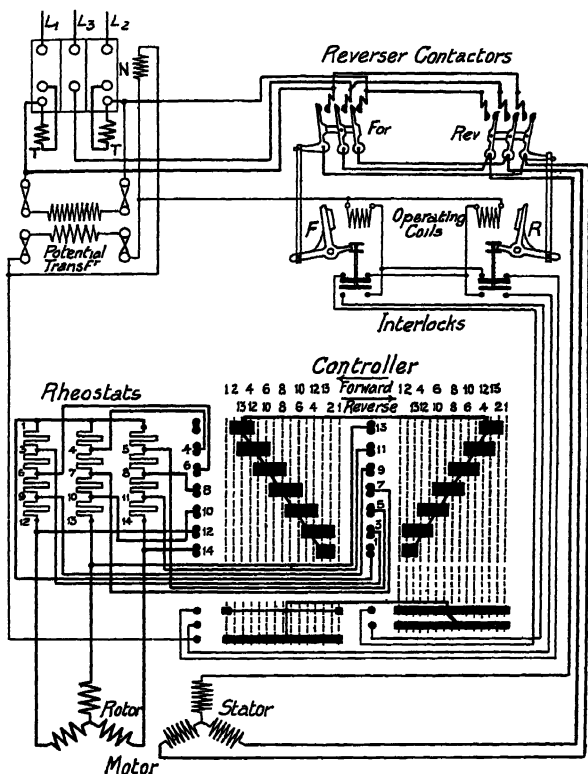 L1 L3 L2
N
T T
Reverser Contactors
For
Rev
F
Operating
Coils
R
Potential
Transf'r
Interlocks
Controller
1 2 4 6 8 10 12 13
Forward
1 2 4 6 8 10 12 13
13 12 10 8 6 4 2 1
Reverse
13 12 10 8 6 4 2 1
Rheostats
1 2
3 4 5
6 7 8
9 10 11
12 13 14
4
6
8
10
12
14
13
11
9
7
5
3
1
Rotor
Stator
Motor